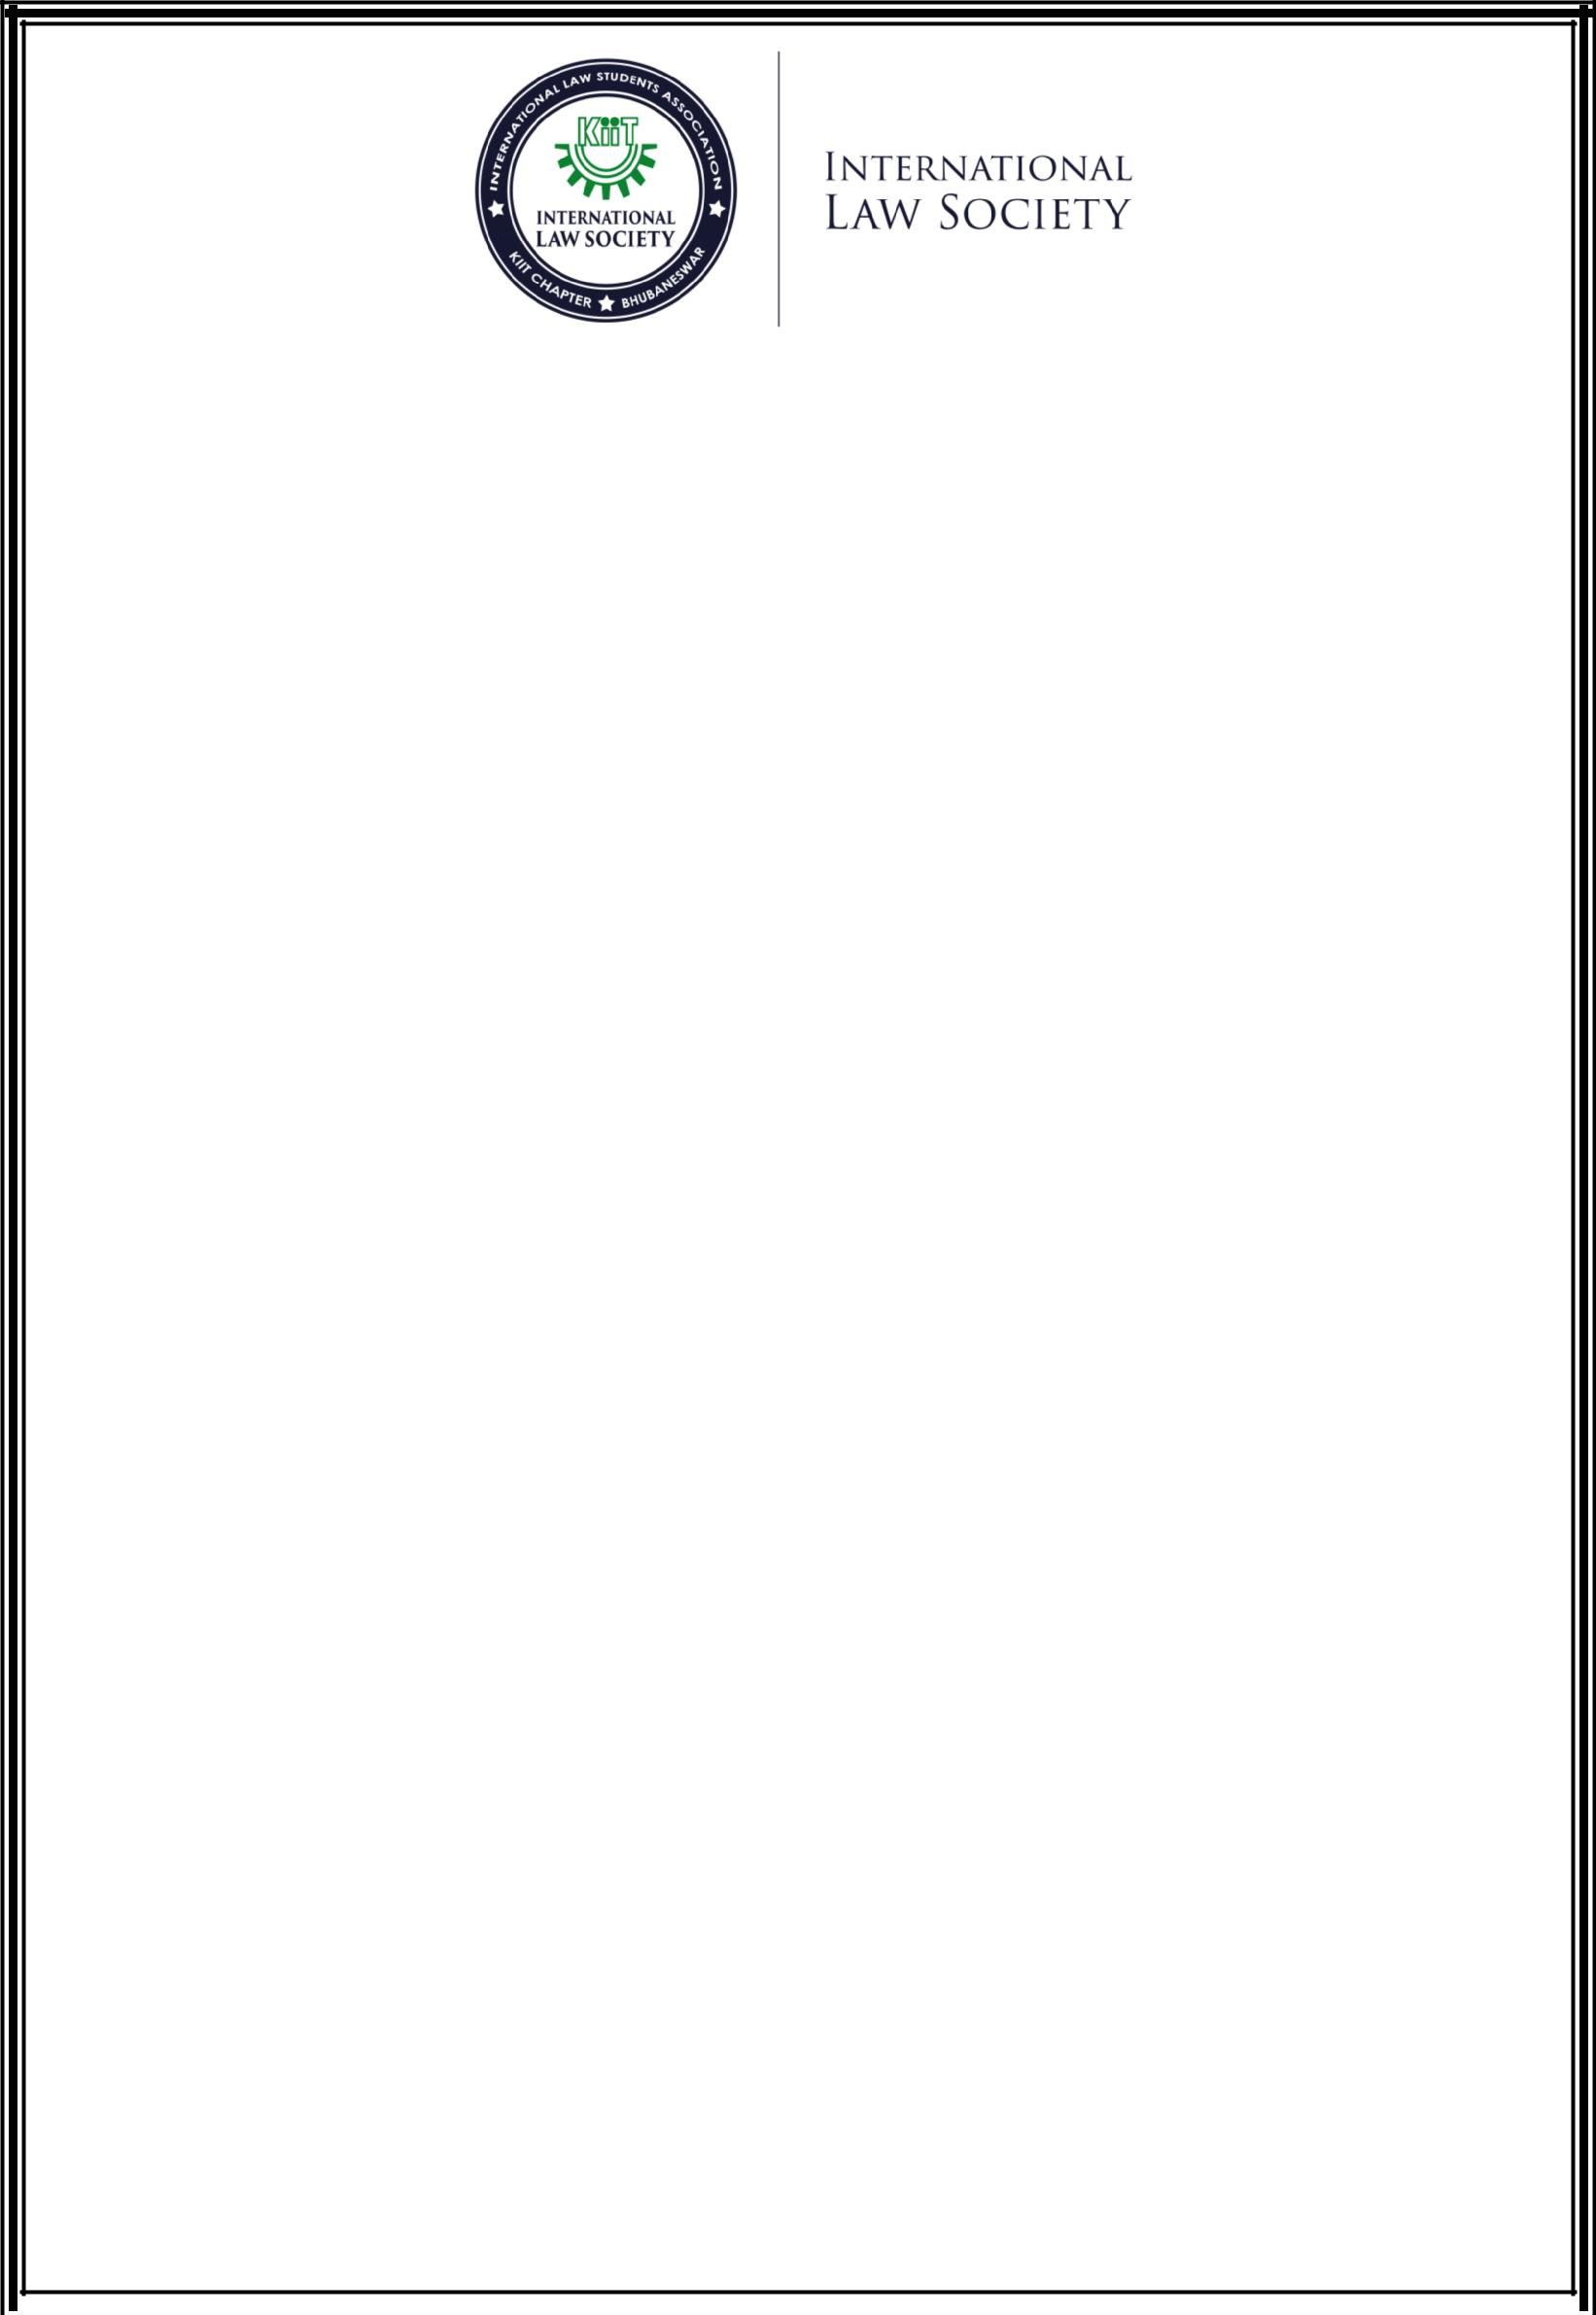 INTERNATIONAL LAW STUDENTS ASSOCIATION
KiiT
INTERNATIONAL
LAW SOCIETY
KIIT CHAPTER ★ BHUBANESWAR
INTERNATIONAL
LAW SOCIETY